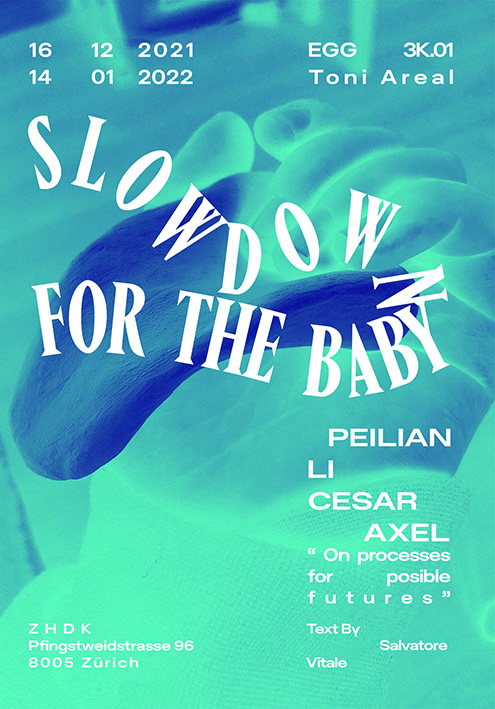 16 12 2021
14 01 2022
EGG 3K.01
Toni Areal
SLOWDOWN
FOR THE BABY
PEILIAN
LI
CESAR
AXEL
“ On processes
for posible
futures”
Text By
Salvatore
Vitale
ZHDK
Pfingstweidstrasse 96
8005 Zürich